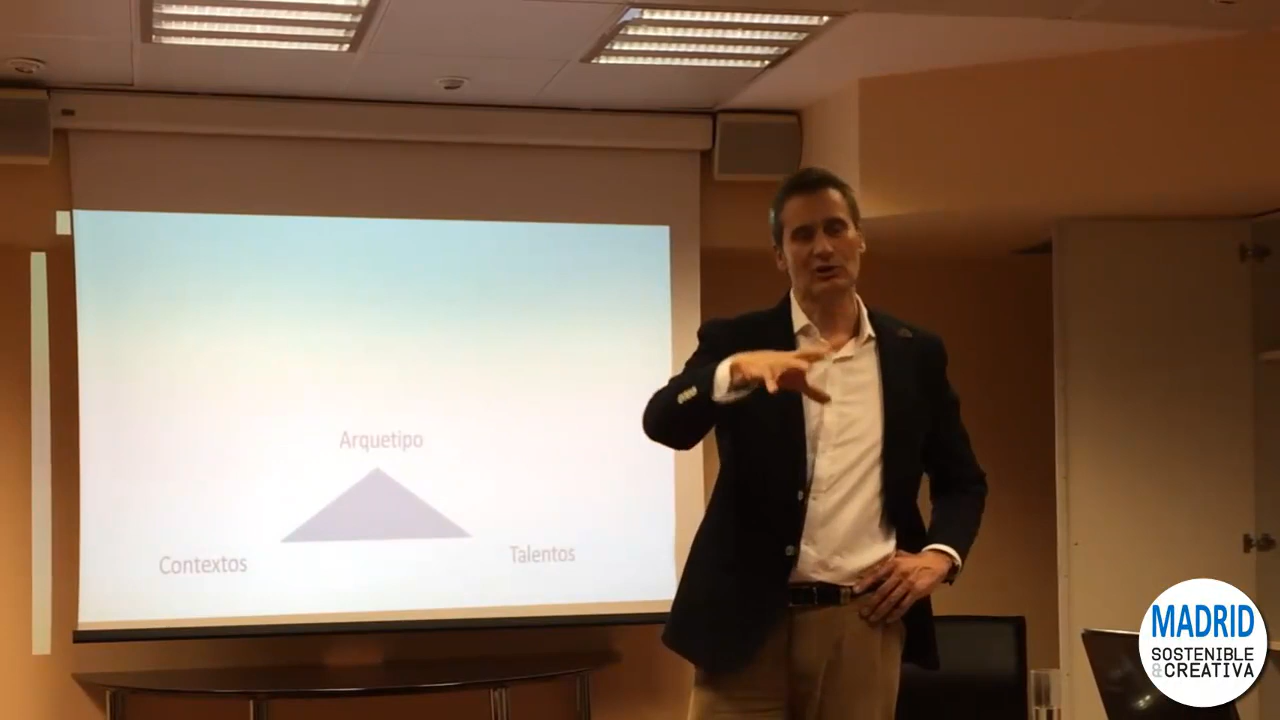 Arquetipo
Contextos
Talentos
MADRID
SOSTENIBLE
&CREATIVA